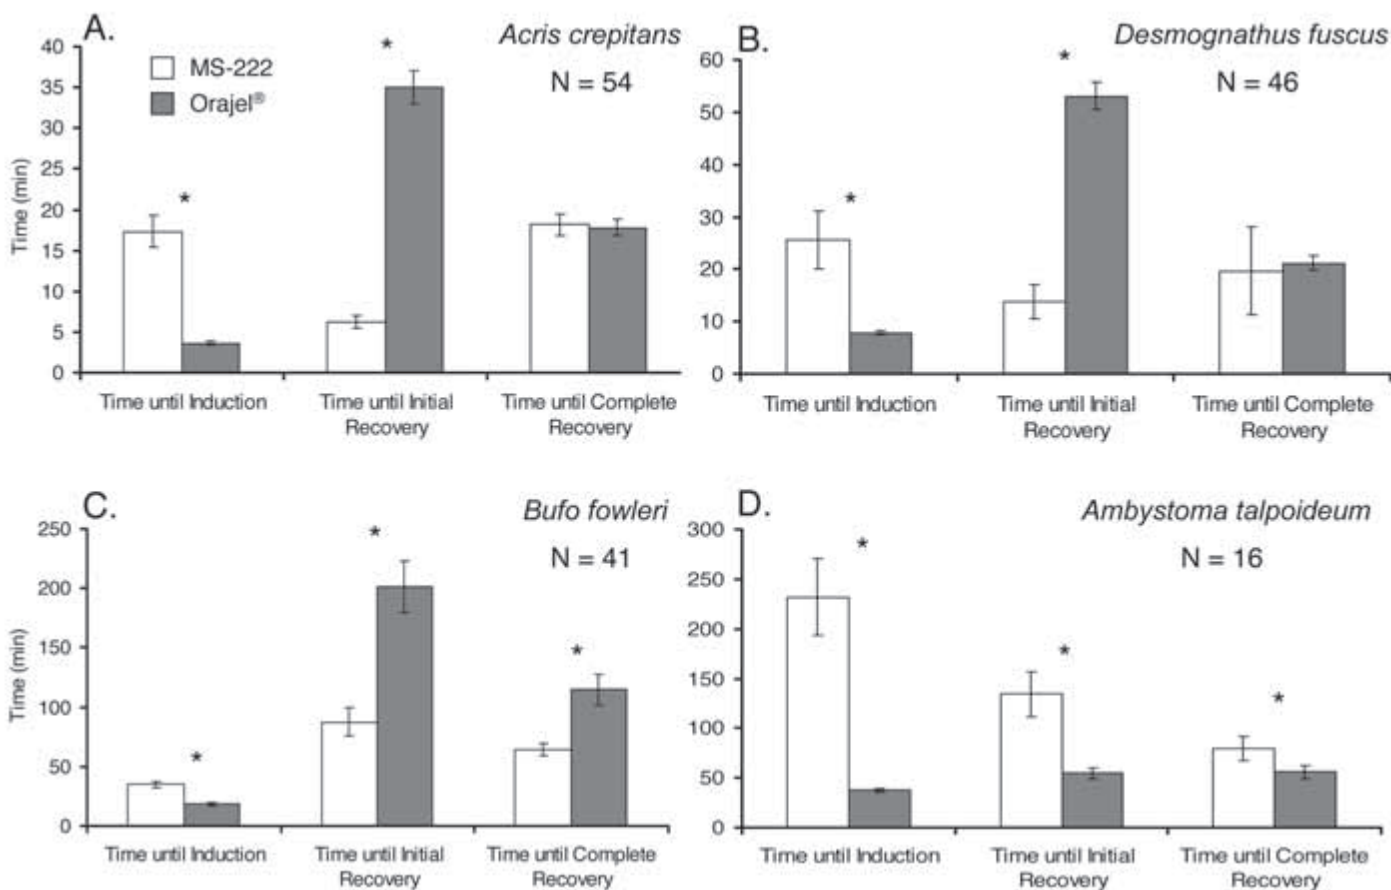 A.
Acris crepitans
N = 54
MS-222
Orajel®
*
*
Time (min)
40
35
30
25
20
15
10
5
0
Time until Induction
Time until Initial
Recovery
Time until Complete
Recovery
B.
Desmognathus fuscus
N = 46
*
*
60
50
40
30
20
10
0
Time until Induction
Time until Initial
Recovery
Time until Complete
Recovery
C.
Bufo fowleri
N = 41
*
*
*
Time (min)
250
200
150
100
50
0
Time until Induction
Time until Initial
Recovery
Time until Complete
Recovery
D.
Ambystoma talpoideum
N = 16
*
*
*
300
250
200
150
100
50
0
Time until Induction
Time until Initial
Recovery
Time until Complete
Recovery